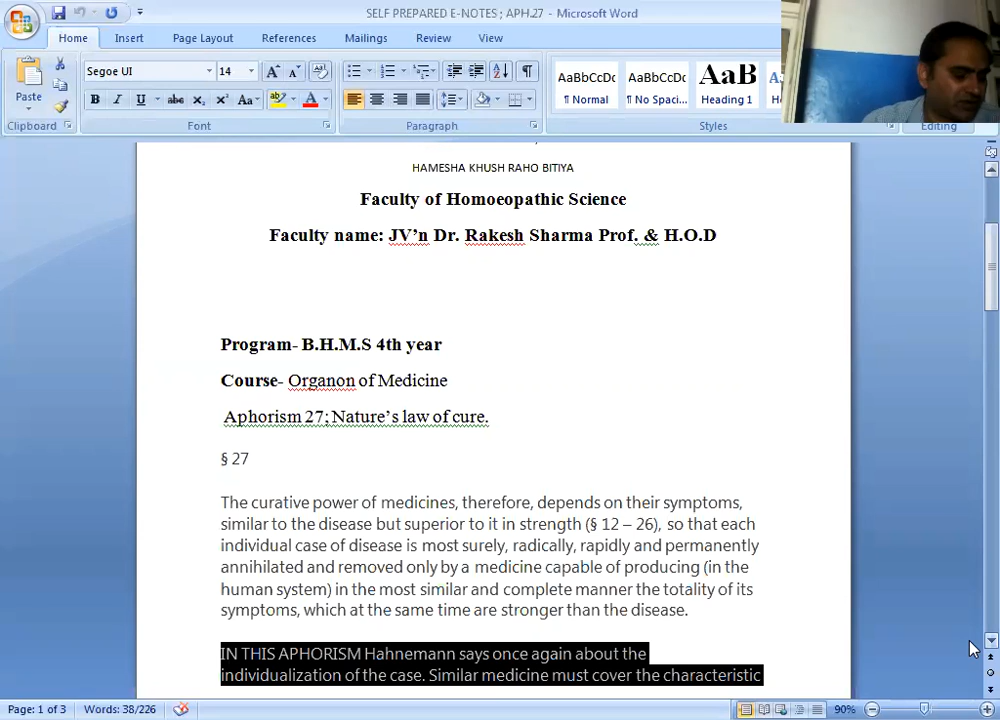 SELF PREPARED E-NOTES ; APH.27 - Microsoft Word
Home Insert Page Layout References Mailings Review View
Segoe UI 14
AaBbCcDc AaBbCcDc AaB
Paste
B I U abc X₂ X² Aa A
¶ Normal ¶ No Spaci... Heading 1
Clipboard Font Paragraph Styles Editing
HAMESHA KHUSH RAHO BITIYA
Faculty of Homoeopathic Science
Faculty name: JV’n Dr. Rakesh Sharma Prof. & H.O.D
Program- B.H.M.S 4th year
Course- Organon of Medicine
Aphorism 27; Nature’s law of cure.
§ 27
The curative power of medicines, therefore, depends on their symptoms,
similar to the disease but superior to it in strength (§ 12 – 26), so that each
individual case of disease is most surely, radically, rapidly and permanently
annihilated and removed only by a medicine capable of producing (in the
human system) in the most similar and complete manner the totality of its
symptoms, which at the same time are stronger than the disease.
IN THIS APHORISM Hahnemann says once again about the
individualization of the case. Similar medicine must cover the characteristic
Page: 1 of 3 Words: 38/226 90%